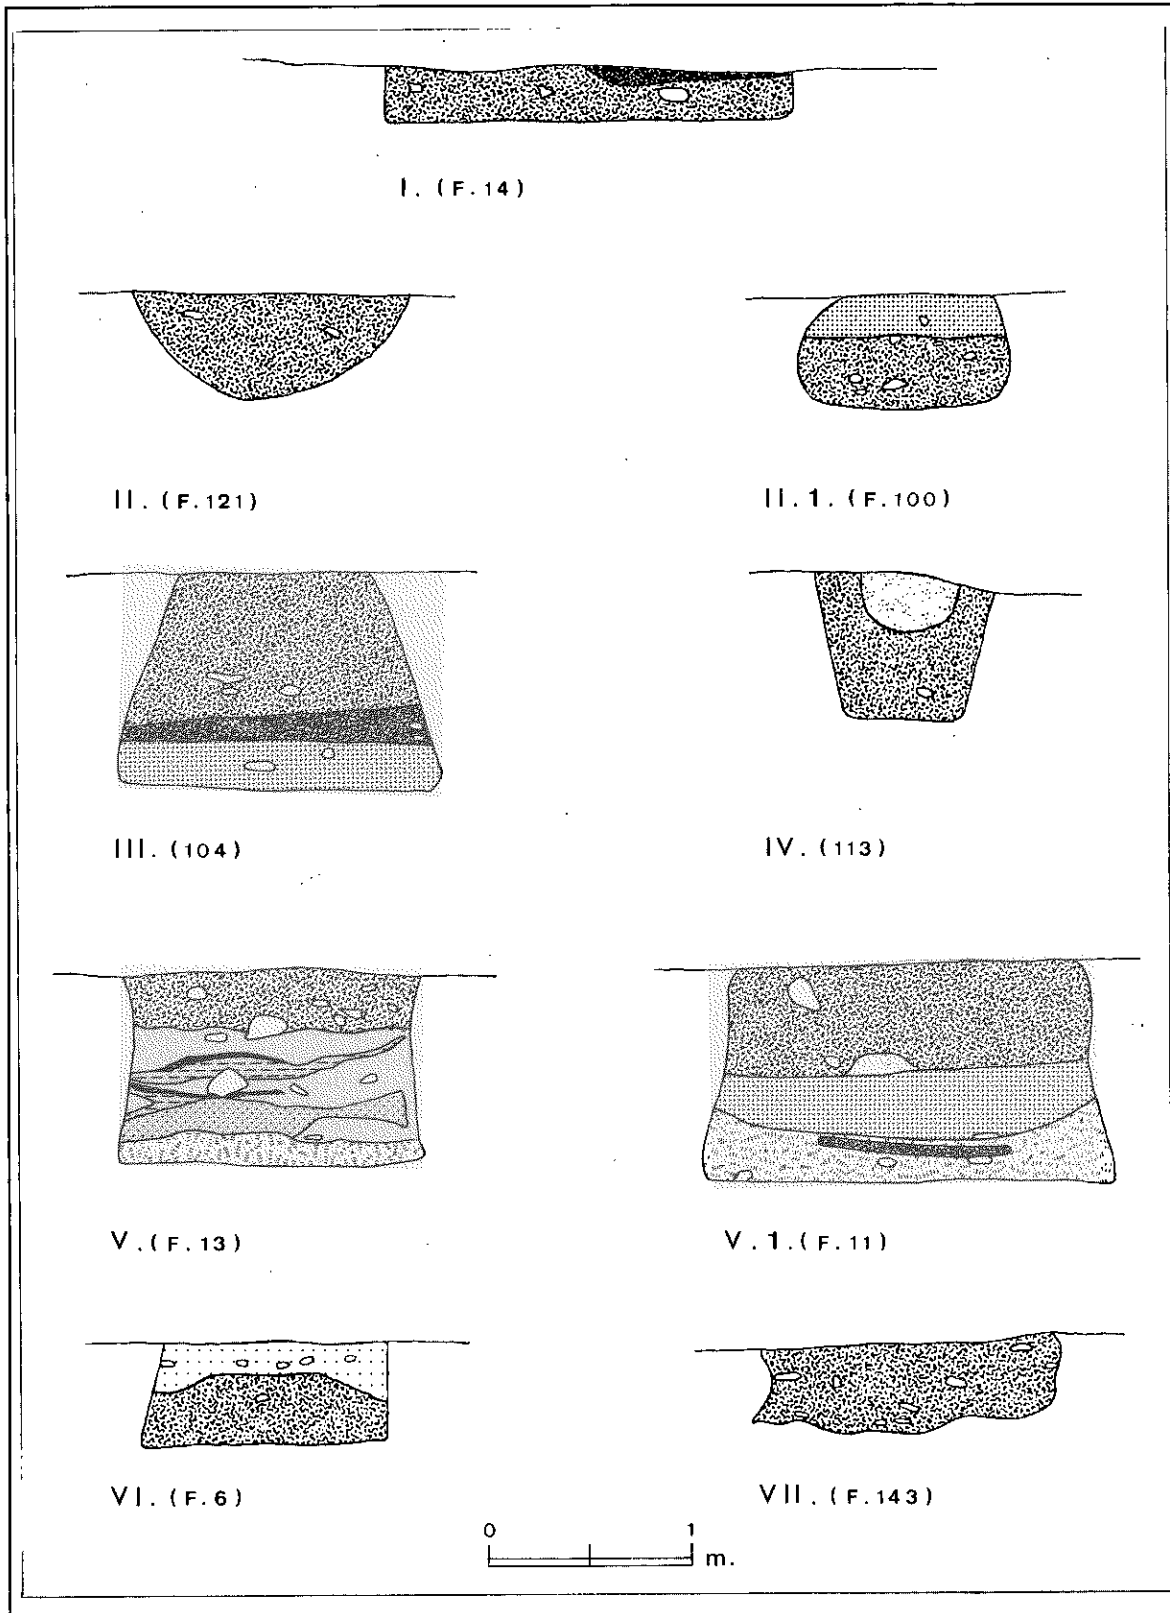 I. (F.14)
II. (F.121)
II.1. (F.100)
III. (104)
IV. (113)
V. (F.13)
V.1. (F.11)
VI. (F.6)
VII. (F.143)
0 1
m.